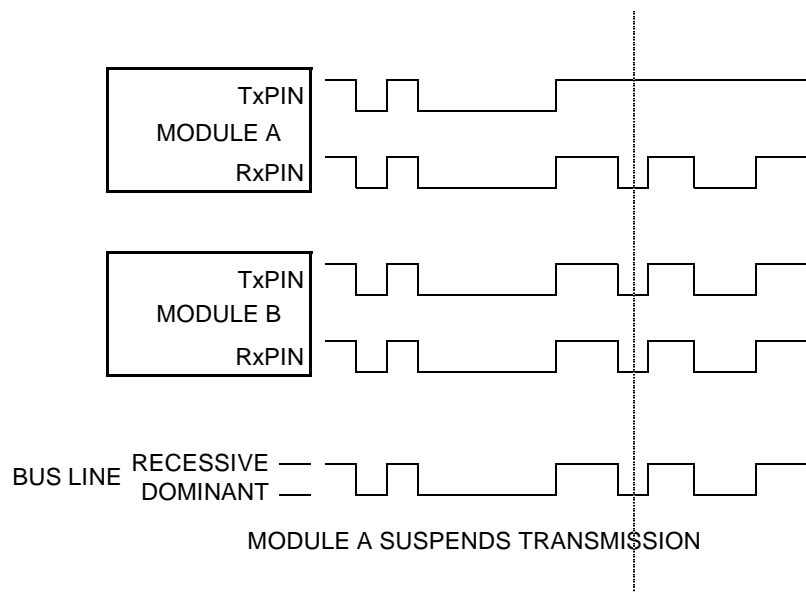 TxPIN
MODULE A
RxPIN
TxPIN
MODULE B
RxPIN
BUS LINE
RECESSIVE
DOMINANT
MODULE A SUSPENDS TRANSMISSION